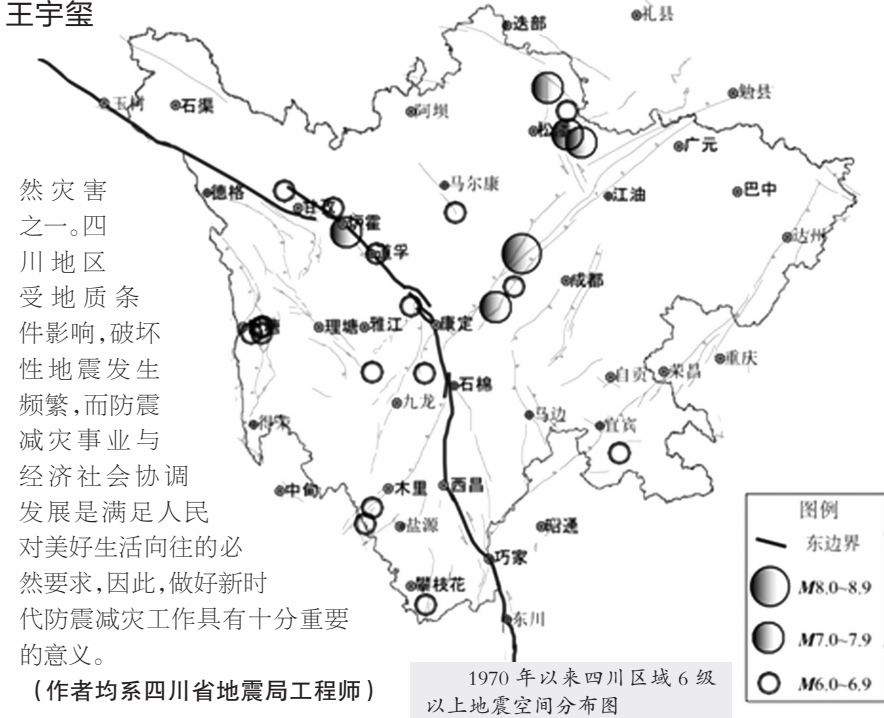 王宇玺
迭部
礼县
玉树
石渠
阿坝
勉县
松潘
广元
德格
甘孜
马尔康
江油
巴中
炉霍
道孚
达州
成都
理塘
雅江
康定
重庆
石棉
自贡
荣昌
九龙
马边
宜宾
得荣
中甸
木里
西昌
盐源
昭通
巧家
攀枝花
东川
然灾害
之一。四
川地区
受地质条
件影响,破坏
性地震发生
频繁,而防震
减灾事业与
经济社会协调
发展是满足人民
对美好生活向往的必
然要求,因此,做好新时
代防震减灾工作具有十分重要
的意义。
(作者均系四川省地震局工程师)
图例
东边界
M8.0~8.9
M7.0~7.9
M6.0~6.9
1970年以来四川区域6级
以上地震空间分布图